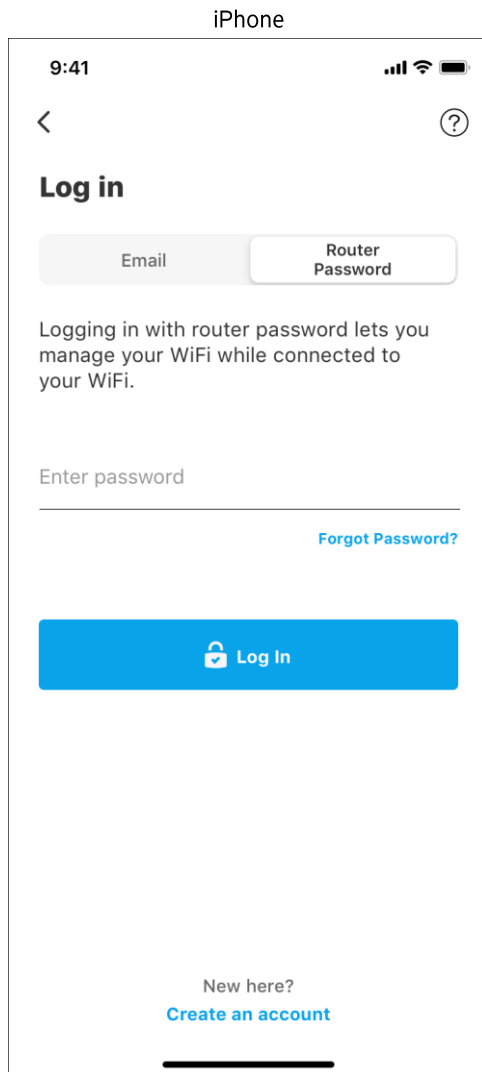 iPhone
9:41
?
Log in
Email
Router
Password
Logging in with router password lets you
manage your WiFi while connected to
your WiFi.
Enter password
Forgot Password?
Log In
New here?
Create an account